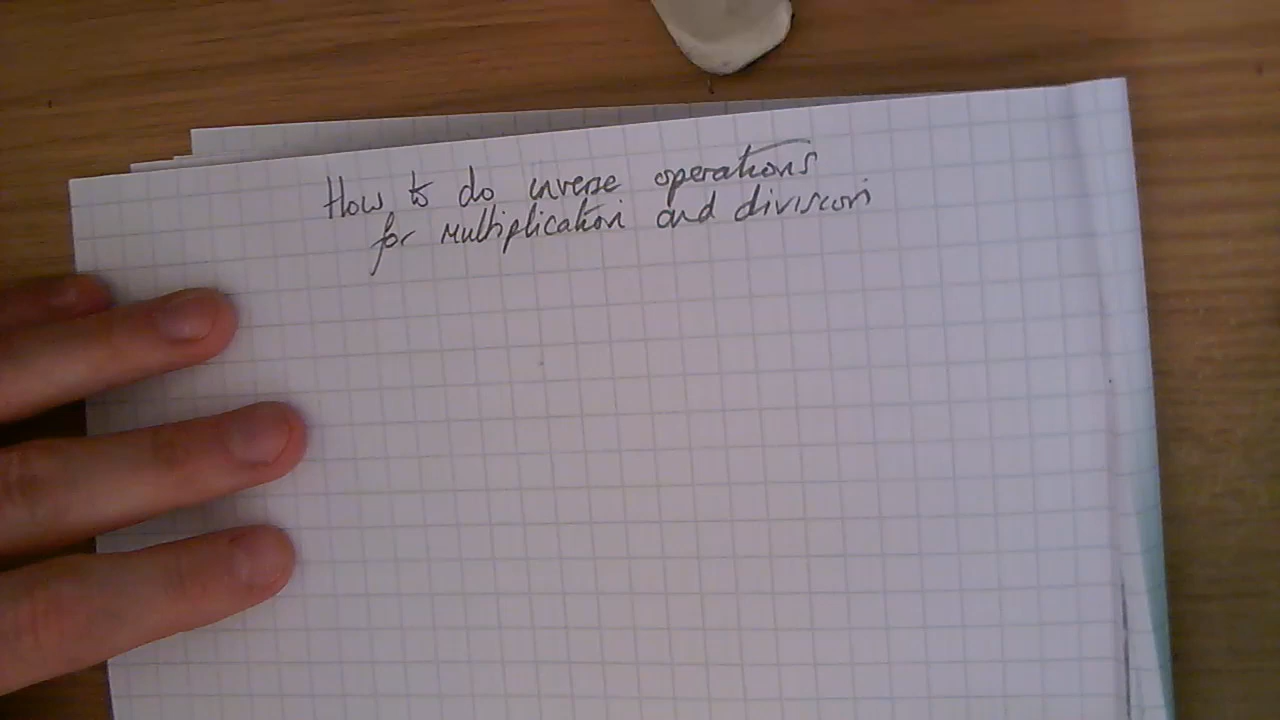 How to do inverse operations
for multiplication and division